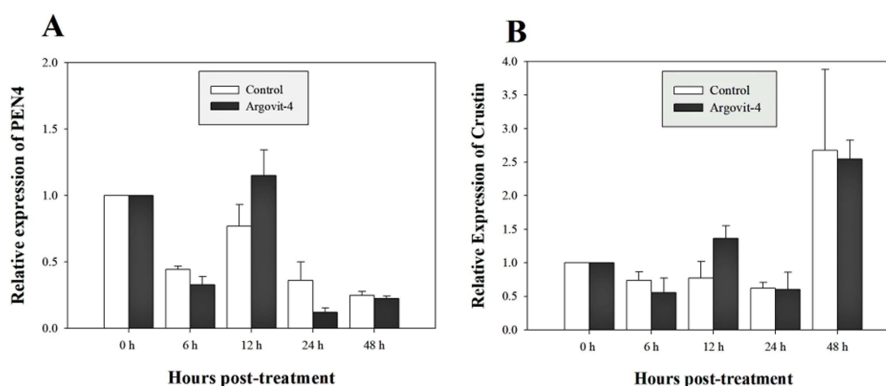 A
Relative expression of PEN4
2.0
1.5
1.0
0.5
0.0
Control
Argovit-4
0 h
6 h
12 h
24 h
48 h
Hours post-treatment
B
Relative Expression of Crustin
4.0
3.5
3.0
2.5
2.0
1.5
1.0
0.5
0.0
Control
Argovit-4
0 h
6 h
12 h
24 h
48 h
Hours post-treatment